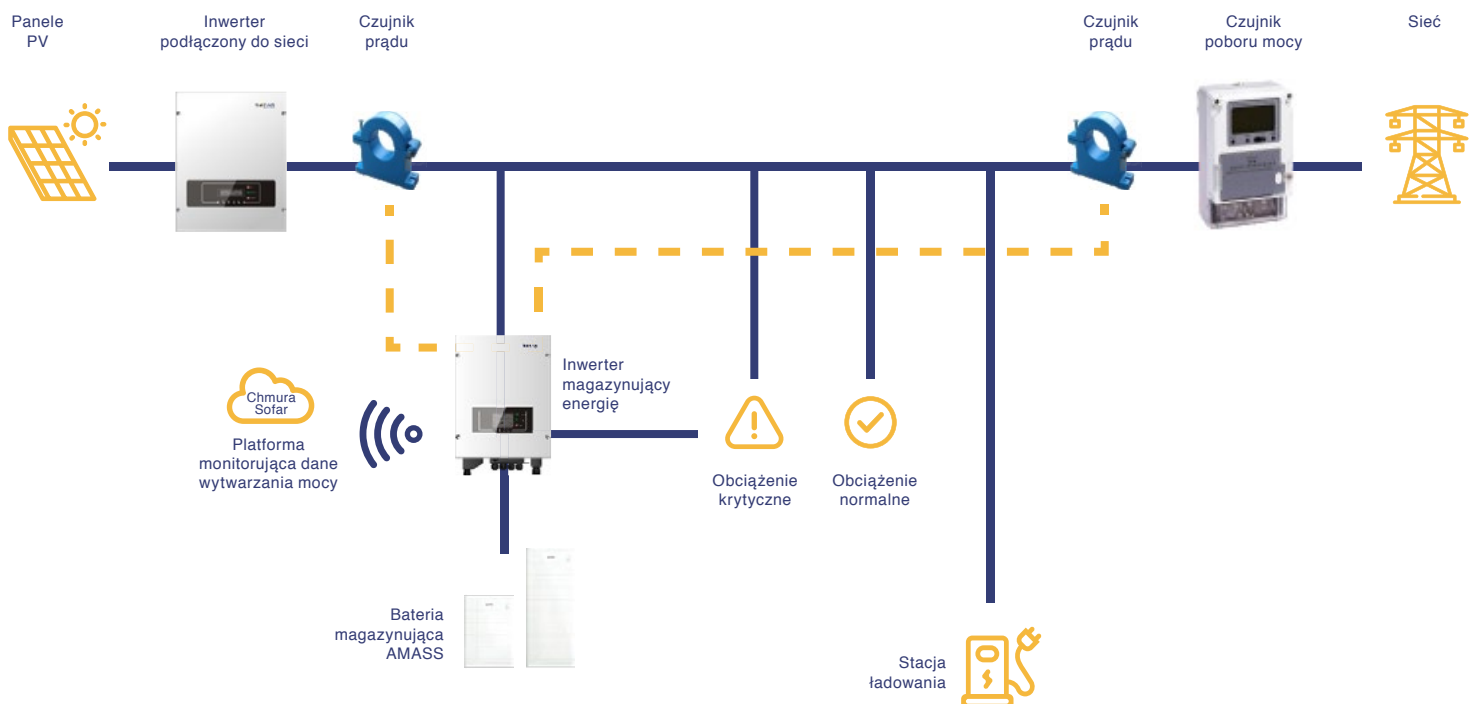 Panele
PV
Inwerter
podłączony do sieci
Czujnik
prądu
Czujnik
prądu
Czujnik
poboru mocy
Sieć
Inwerter
magazynujący
energię
Chmura
Sofar
Platforma
monitorująca dane
wytwarzania mocy
Obciążenie
krytyczne
Obciążenie
normalne
Bateria
magazynująca
AMASS
Stacja
ładowania